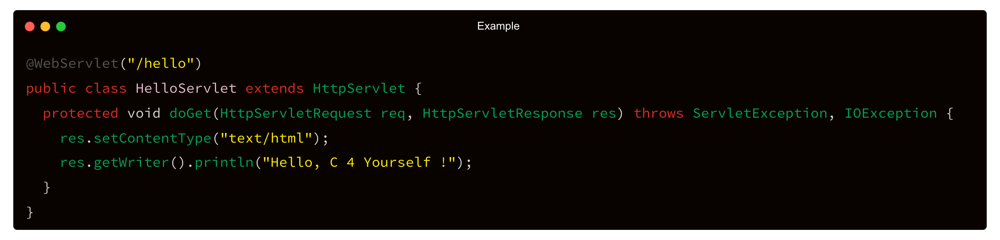 Example
@WebServlet("/hello")
public class HelloServlet extends HttpServlet {
  protected void doGet(HttpServletRequest req, HttpServletResponse res) throws ServletException, IOException {
    res.setContentType("text/html");
    res.getWriter().println("Hello, C 4 Yourself !");
  }
}